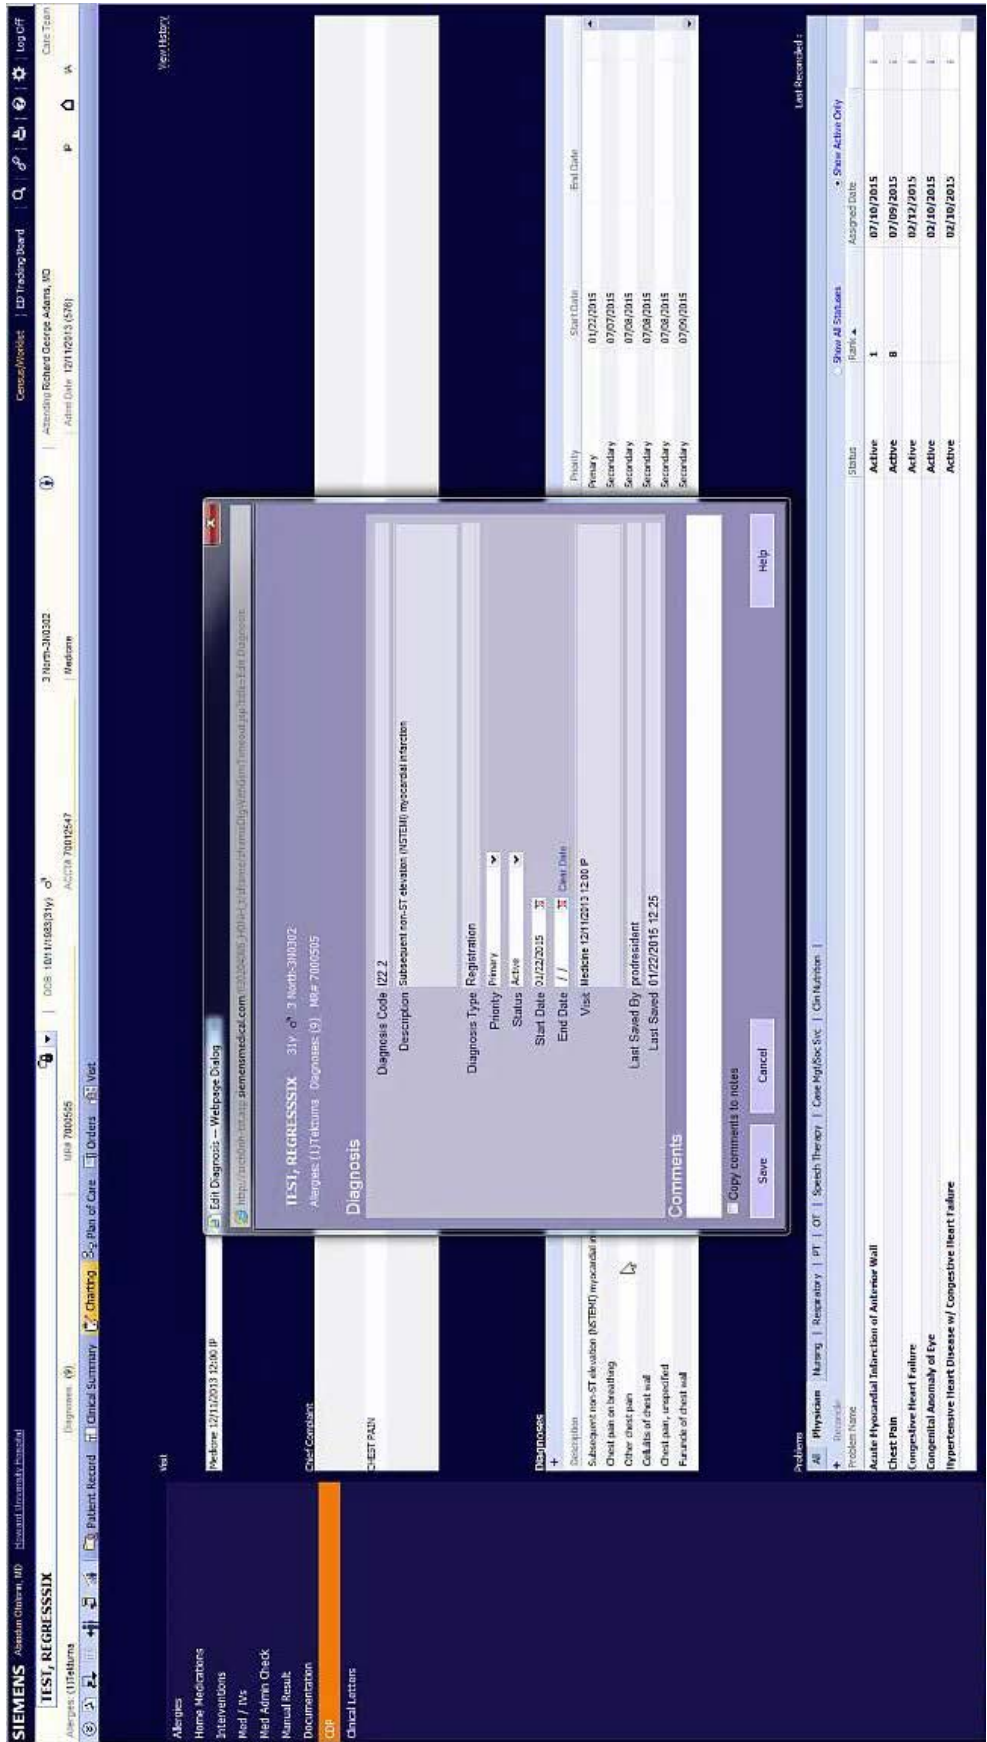 SIEMENS Abiodun Otolorin, MD Howard University Hospital Census/Worklist | ED Tracking Board | Log Off
TEST, REGRESSSIX | DOB: 10/11/1983(31y) 3 North-3N0302 | Attending Richard George Adams, MD Care Team
Allergies: (1)Tekturna Diagnoses: (9) MR# 7000505 ACCT# 70012547 | Medicine | Admit Date 12/11/2013 (576) IP
Patient Record Clinical Summary Charting Plan of Care Orders Visit
Allergies
Home Medications
Interventions
Med / IVs
Med Admin Check
Manual Result
Documentation
CDP
Clinical Letters
Visit View History
Medicine 12/11/2013 12:00 IP
Chief Complaint
CHEST PAIN
Diagnoses
+
Description Priority Start Date End Date
Subsequent non-ST elevation (NSTEMI) myocardial in Primary 01/22/2015
Chest pain on breathing Secondary 07/07/2015
Other chest pain Secondary 07/08/2015
Cellulitis of chest wall Secondary 07/08/2015
Chest pain, unspecified Secondary 07/08/2015
Furuncle of chest wall Secondary 07/09/2015
Edit Diagnosis -- Webpage Dialog
TEST, REGRESSSIX 31y 3 North-3N0302
Allergies: (1)Tekturna Diagnoses: (9) MR# 7000505
Diagnosis
Diagnosis Code I22.2
Description Subsequent non-ST elevation (NSTEMI) myocardial infarction
Diagnosis Type Registration
Priority Primary
Status Active
Start Date 01/22/2015
End Date / / Clear Date
Visit Medicine 12/11/2013 12:00 IP
Last Saved By prodresident
Last Saved 01/22/2015 12:25
Comments
Copy comments to notes
Save Cancel Help
Problems Last Reconciled :
All Physician Nursing | Respiratory | PT | OT | Speech Therapy | Case Mgt/Soc Svc | Clin Nutrition |
+ Reconcile Show All Statuses Show Active Only
Problem Name Status Rank Assigned Date
Acute Myocardial Infarction of Anterior Wall Active 1 07/10/2015
Chest Pain Active 8 07/09/2015
Congestive Heart Failure Active 02/12/2015
Congenital Anomaly of Eye Active 02/10/2015
Hypertensive Heart Disease w/ Congestive Heart Failure Active 02/10/2015